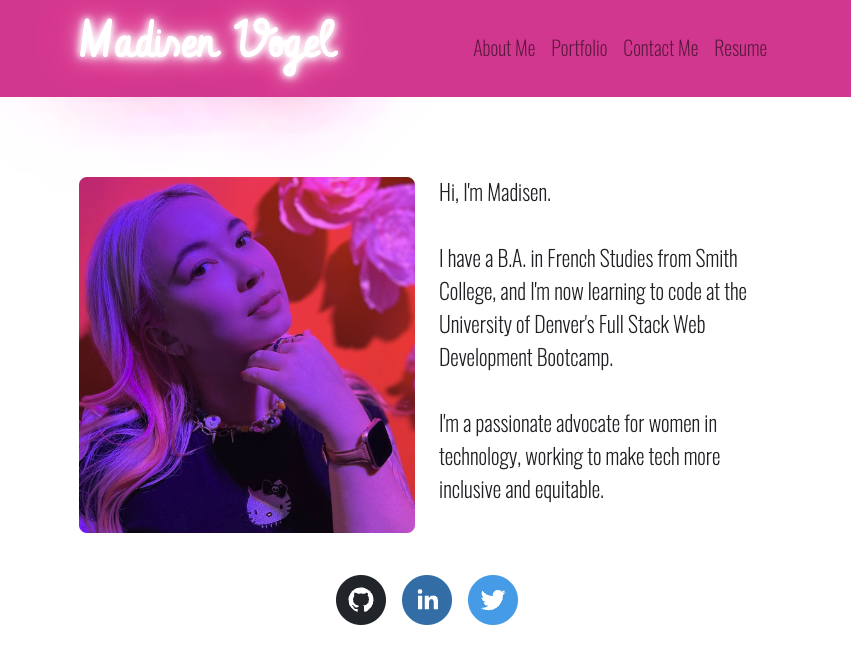 Madisen Vogel
About Me Portfolio Contact Me Resume
Hi, I'm Madisen.
I have a B.A. in French Studies from Smith
College, and I'm now learning to code at the
University of Denver's Full Stack Web
Development Bootcamp.
I'm a passionate advocate for women in
technology, working to make tech more
inclusive and equitable.
in